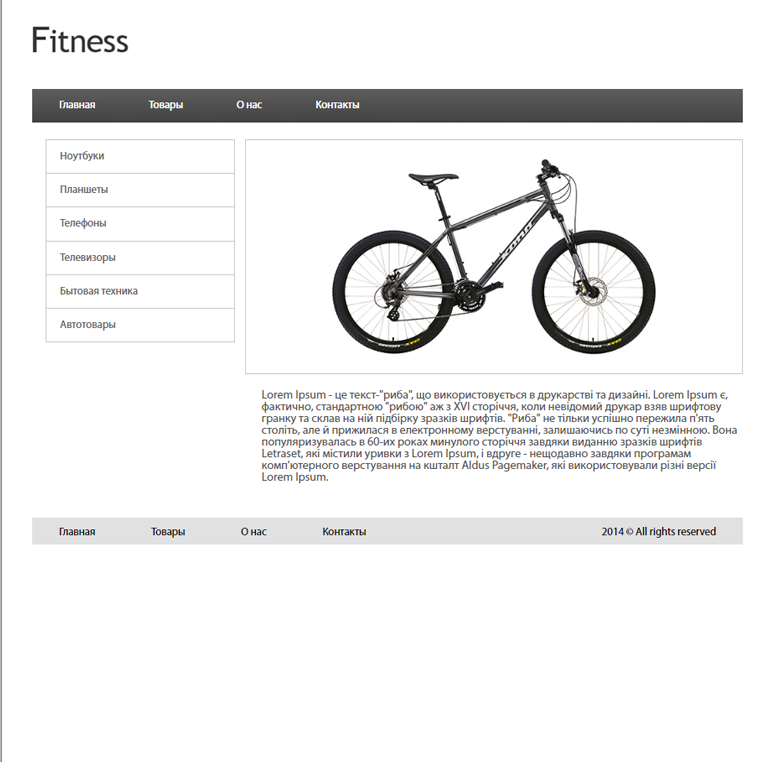 Fitness
Главная Товары О нас Контакты
Ноутбуки
Планшеты
Телефоны
Телевизоры
Бытовая техника
Автотовары
KONA
Lorem Ipsum - це текст-"риба", що використовується в друкарстві та дизайні. Lorem Ipsum є,
фактично, стандартною "рибою" аж з XVI сторіччя, коли невідомий друкар взяв шрифтову
гранку та склав на ній підбірку зразків шрифтів. "Риба" не тільки успішно пережила п'ять
століть, але й прижилася в електронному верстуванні, залишаючись по суті незмінною. Вона
популяризувалась в 60-их роках минулого сторіччя завдяки виданню зразків шрифтів
Letraset, які містили уривки з Lorem Ipsum, і вдруге - нещодавно завдяки програмам
комп'ютерного верстування на кшталт Aldus Pagemaker, які використовували різні версії
Lorem Ipsum.
Главная Товары О нас Контакты 2014 © All rights reserved